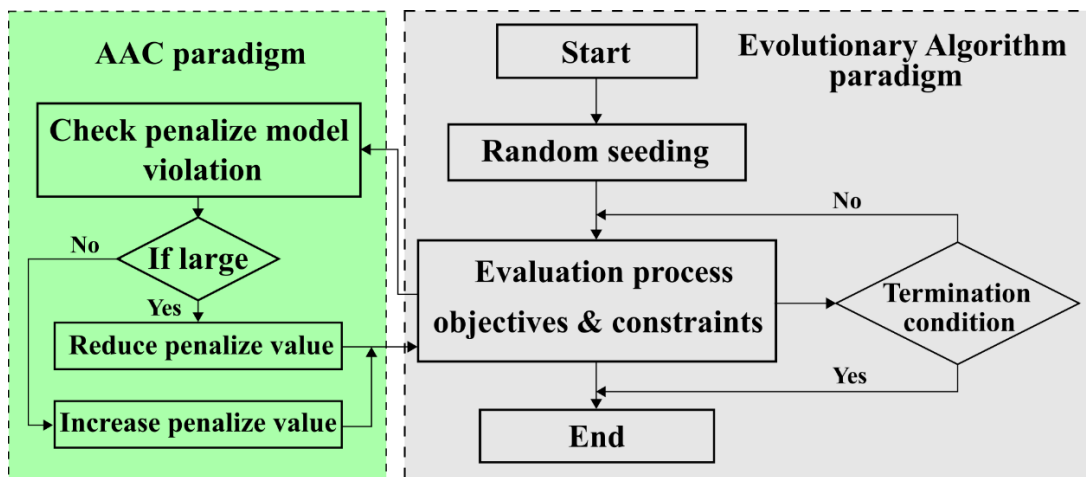 AAC paradigm
Check penalize model
violation
No
If large
Yes
Reduce penalize value
Increase penalize value
Evolutionary Algorithm
paradigm
Start
Random seeding
No
Evaluation process
objectives & constraints
Termination
condition
Yes
End